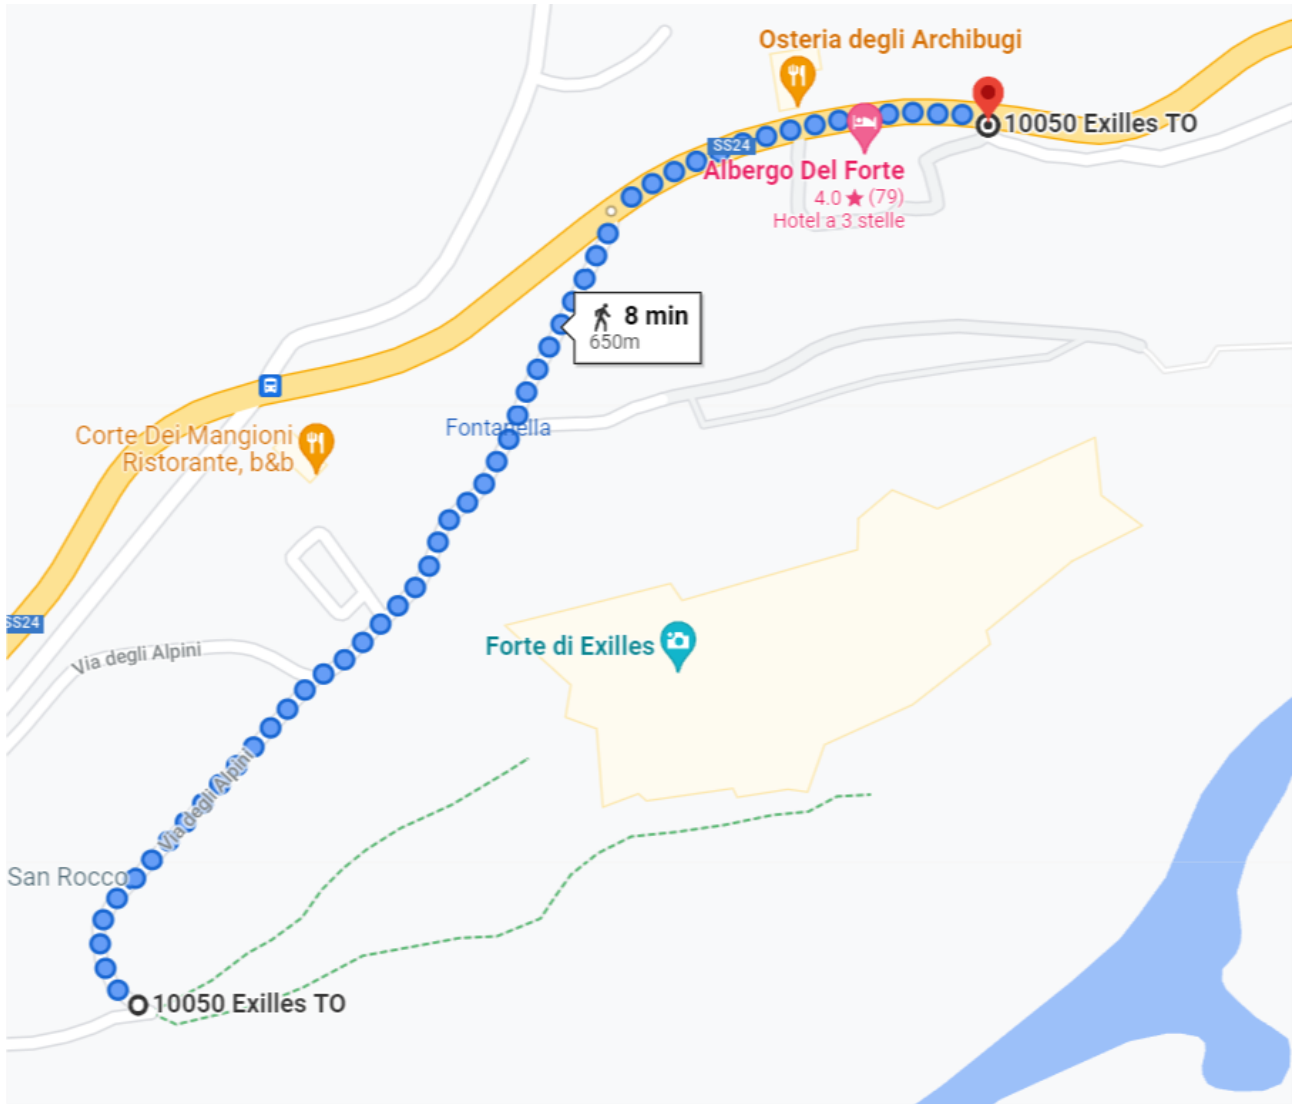 Osteria degli Archibugi
10050 Exilles TO
SS24
Albergo Del Forte
4.0 ★ (79)
Hotel a 3 stelle
8 min
650m
Fontanella
Corte Dei Mangioni
Ristorante, b&b
SS24
Via degli Alpini
Forte di Exilles
Via degli Alpini
San Rocco
10050 Exilles TO